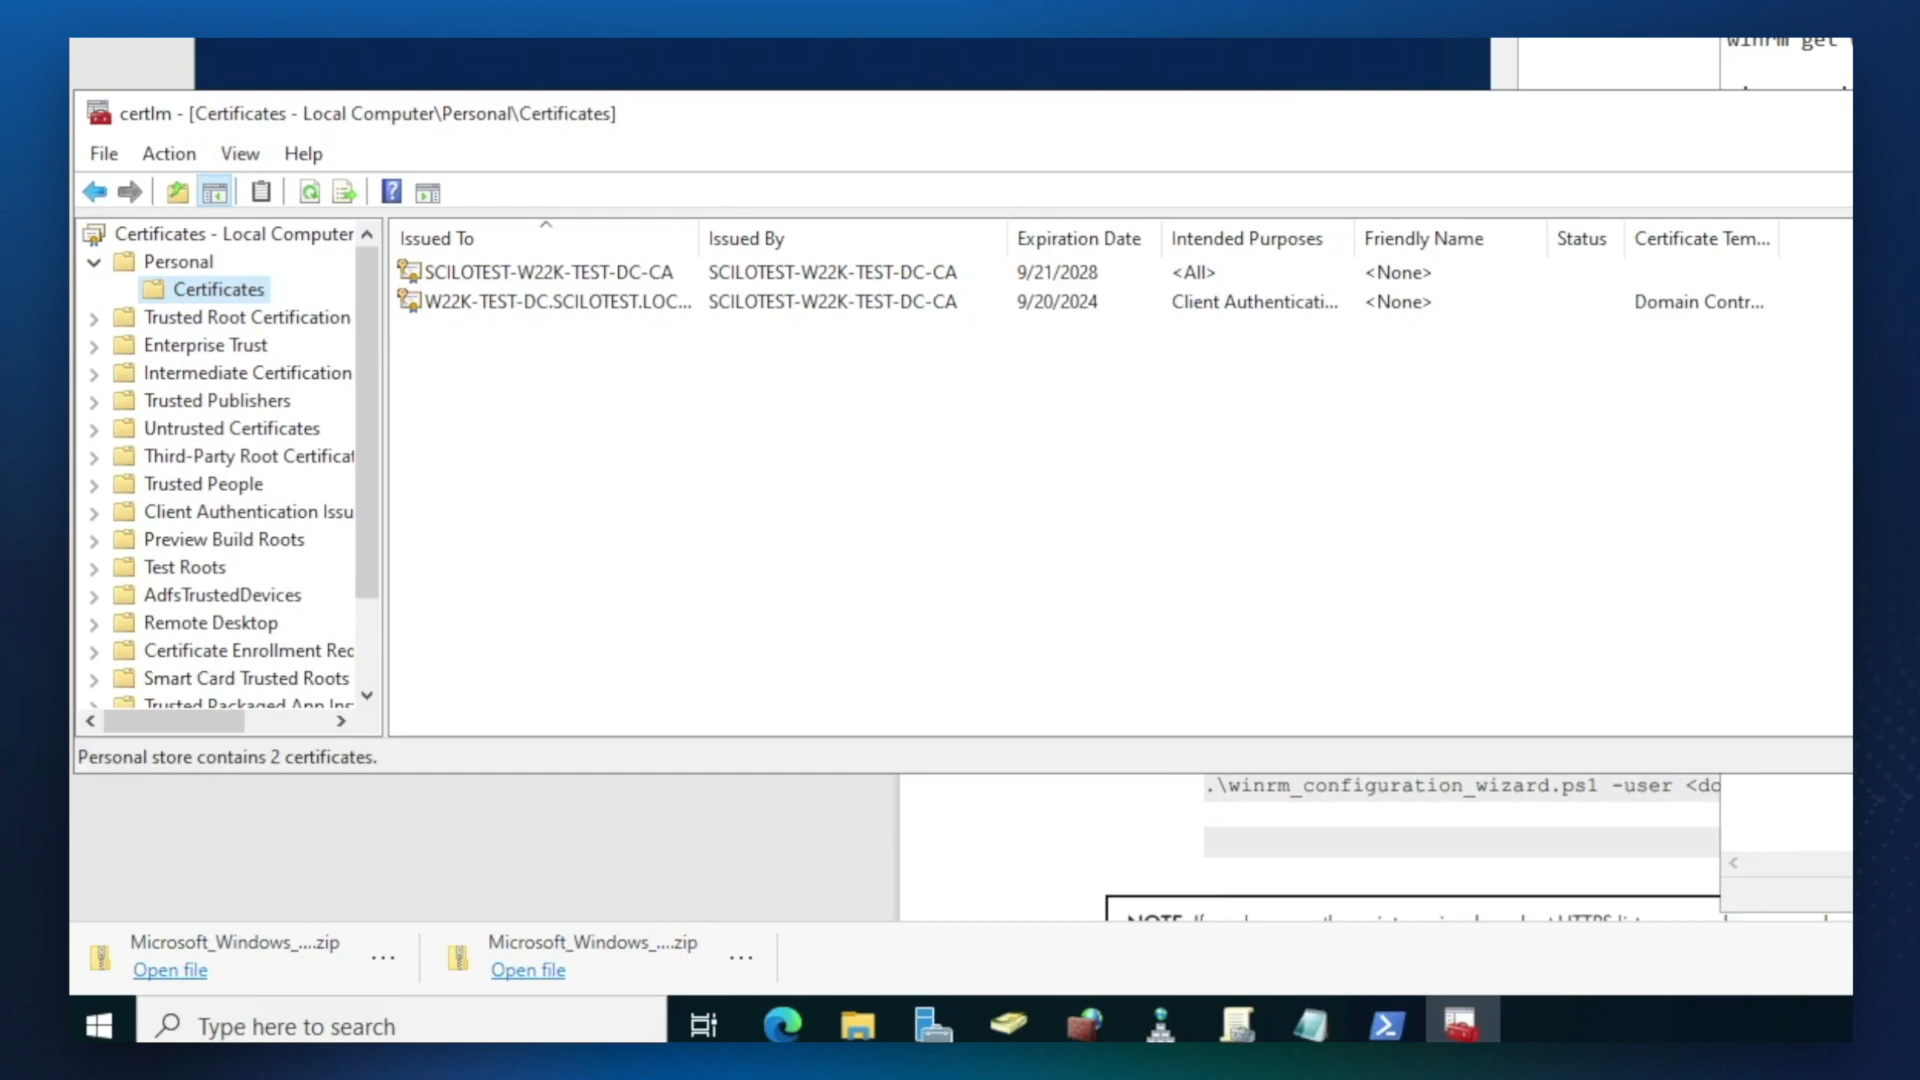 winrm get
certlm - [Certificates - Local Computer\Personal\Certificates]
File Action View Help
Certificates - Local Computer
Personal
Certificates
Trusted Root Certification
Enterprise Trust
Intermediate Certification
Trusted Publishers
Untrusted Certificates
Third-Party Root Certificat
Trusted People
Client Authentication Issu
Preview Build Roots
Test Roots
AdfsTrustedDevices
Remote Desktop
Certificate Enrollment Rec
Smart Card Trusted Roots
Trusted Packaged App Ins
Issued To Issued By Expiration Date Intended Purposes Friendly Name Status Certificate Tem...
SCILOTEST-W22K-TEST-DC-CA SCILOTEST-W22K-TEST-DC-CA 9/21/2028 <All> <None>
W22K-TEST-DC.SCILOTEST.LOC... SCILOTEST-W22K-TEST-DC-CA 9/20/2024 Client Authenticati... <None> Domain Contr...
Personal store contains 2 certificates.
.\winrm_configuration_wizard.ps1 -user <do
NOTE
Microsoft_Windows_....zip
Open file
Microsoft_Windows_....zip
Open file
Type here to search